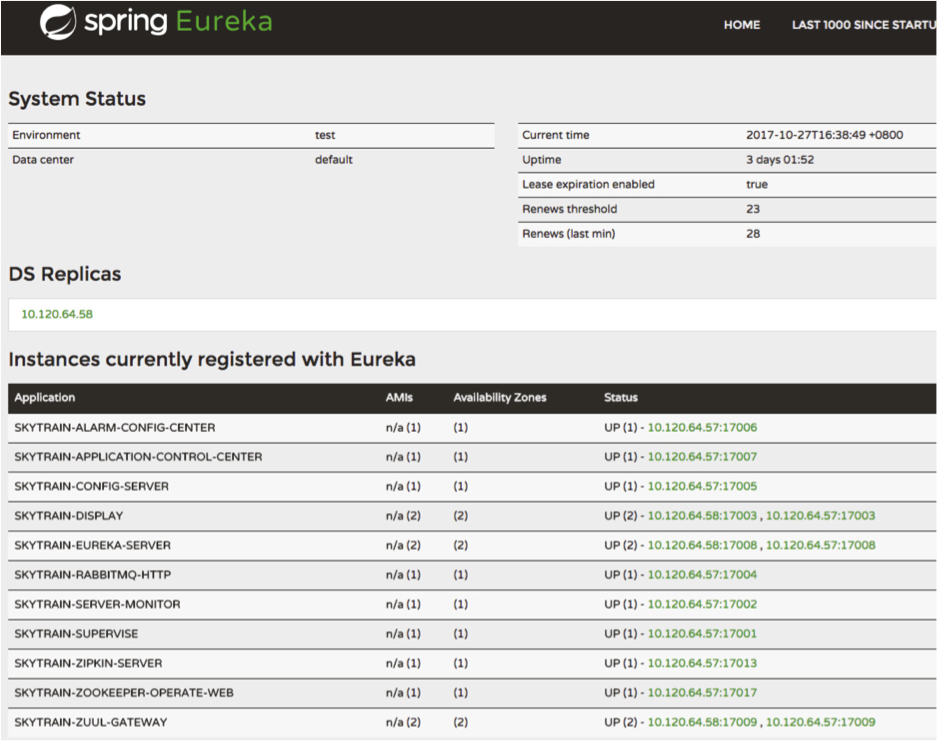 spring Eureka HOME LAST 1000 SINCE STARTU
System Status
Environment test Current time 2017-10-27T16:38:49 +0800
Data center default Uptime 3 days 01:52
Lease expiration enabled true
Renews threshold 23
Renews (last min) 28
DS Replicas
10.120.64.58
Instances currently registered with Eureka
Application AMIs Availability Zones Status
SKYTRAIN-ALARM-CONFIG-CENTER n/a (1) (1) UP (1) - 10.120.64.57:17006
SKYTRAIN-APPLICATION-CONTROL-CENTER n/a (1) (1) UP (1) - 10.120.64.57:17007
SKYTRAIN-CONFIG-SERVER n/a (1) (1) UP (1) - 10.120.64.57:17005
SKYTRAIN-DISPLAY n/a (2) (2) UP (2) - 10.120.64.58:17003 , 10.120.64.57:17003
SKYTRAIN-EUREKA-SERVER n/a (2) (2) UP (2) - 10.120.64.58:17008 , 10.120.64.57:17008
SKYTRAIN-RABBITMQ-HTTP n/a (1) (1) UP (1) - 10.120.64.57:17004
SKYTRAIN-SERVER-MONITOR n/a (1) (1) UP (1) - 10.120.64.57:17002
SKYTRAIN-SUPERVISE n/a (1) (1) UP (1) - 10.120.64.57:17001
SKYTRAIN-ZIPKIN-SERVER n/a (1) (1) UP (1) - 10.120.64.57:17013
SKYTRAIN-ZOOKEEPER-OPERATE-WEB n/a (1) (1) UP (1) - 10.120.64.57:17017
SKYTRAIN-ZUUL-GATEWAY n/a (2) (2) UP (2) - 10.120.64.58:17009 , 10.120.64.57:17009